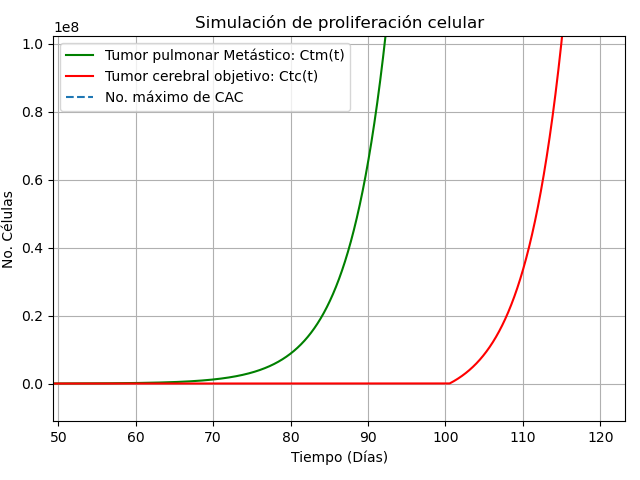 Simulación de proliferación celular
1e8
Tumor pulmonar Metástico: Ctm(t)
Tumor cerebral objetivo: Ctc(t)
No. máximo de CAC
1.0
0.8
0.6
0.4
0.2
0.0
No. Células
50 60 70 80 90 100 110 120
Tiempo (Días)